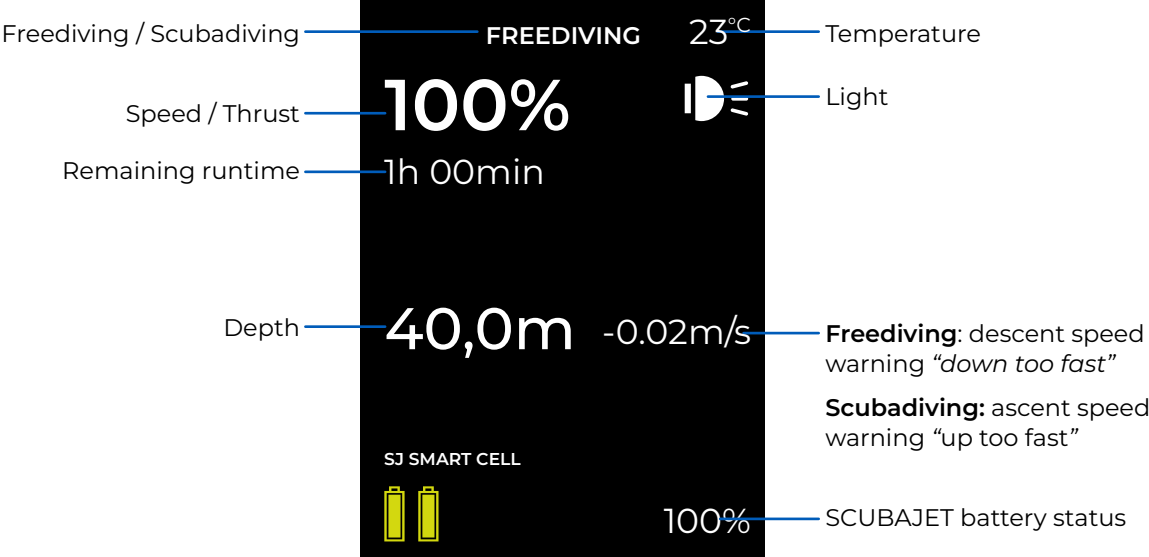 Freediving / Scubadiving
FREEDIVING
23°C
Temperature
Speed / Thrust
100%
Light
Remaining runtime
1h 00min
Depth
40,0m
-0.02m/s
Freediving: descent speed
warning “down too fast”
Scubadiving: ascent speed
warning “up too fast”
SJ SMART CELL
100%
SCUBAJET battery status